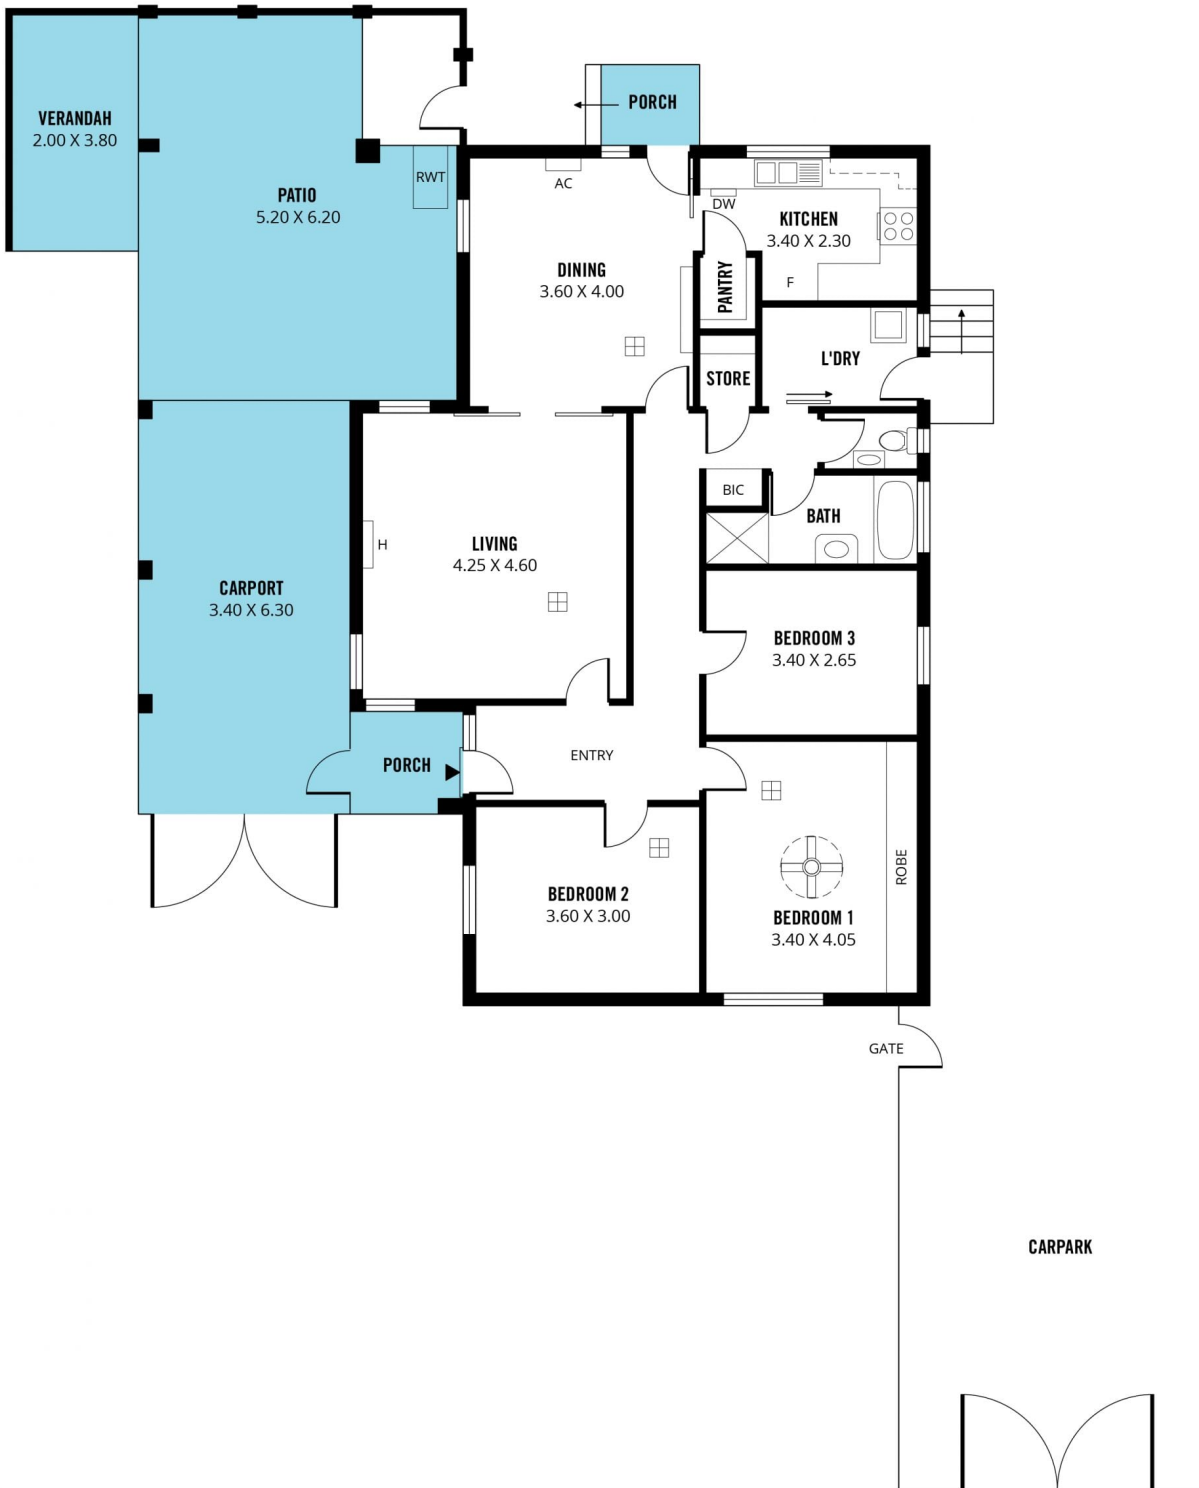 VERANDAH
2.00 X 3.80
PATIO
5.20 X 6.20
RWT
PORCH
AC
DINING
3.60 X 4.00
DW
KITCHEN
3.40 X 2.30
F
PANTRY
STORE
L'DRY
BIC
BATH
LIVING
4.25 X 4.60
H
CARPORT
3.40 X 6.30
BEDROOM 3
3.40 X 2.65
PORCH
ENTRY
BEDROOM 2
3.60 X 3.00
BEDROOM 1
3.40 X 4.05
ROBE
GATE
CARPARK